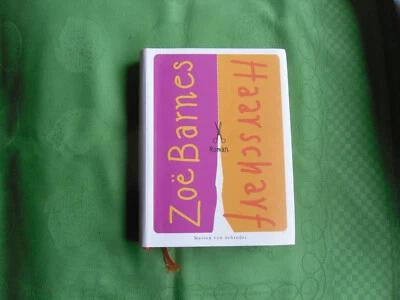 Zoë Barnes
Haarscharf
Roman
Marion von Schröder